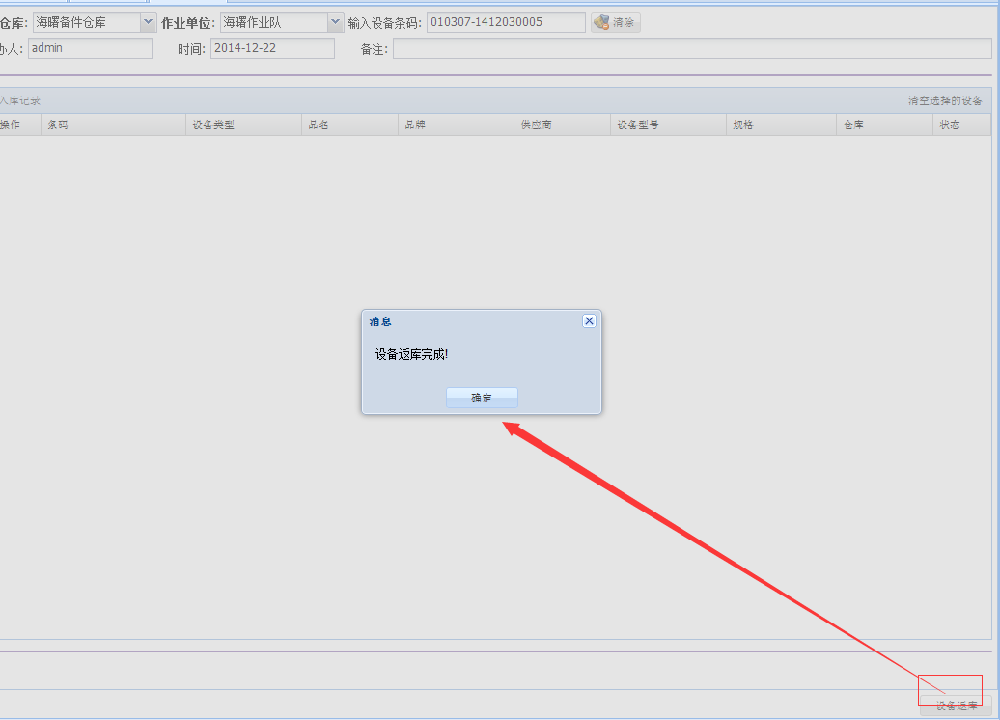 仓库: 海曙备件仓库 作业单位: 海曙作业队 输入设备条码: 010307-1412030005 清除
办人: admin 时间: 2014-12-22 备注:
入库记录 清空选择的设备
操作 条码 设备类型 品名 品牌 供应商 设备型号 规格 仓库 状态
消息
设备返库完成!
确定
设备返库